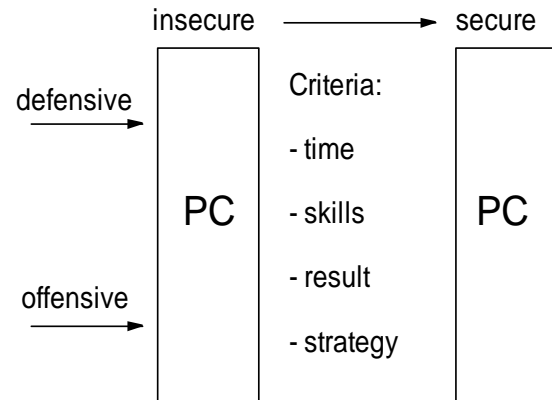 insecure
secure
defensive
offensive
PC
Criteria:
- time
- skills
- result
- strategy
PC